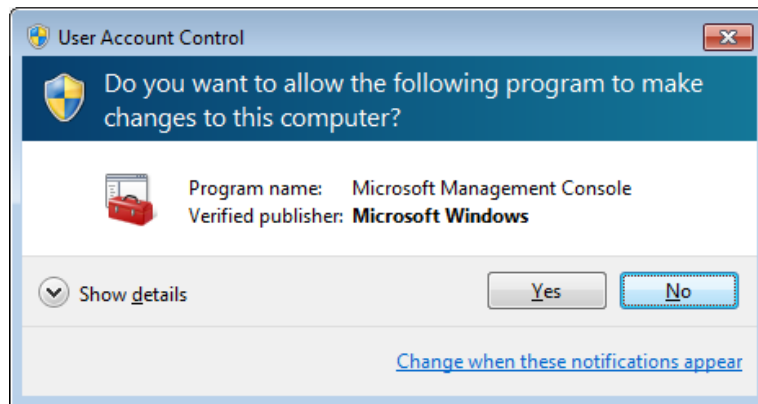 User Account Control
Do you want to allow the following program to make
changes to this computer?
Program name: Microsoft Management Console
Verified publisher: Microsoft Windows
Show details
Yes
No
Change when these notifications appear